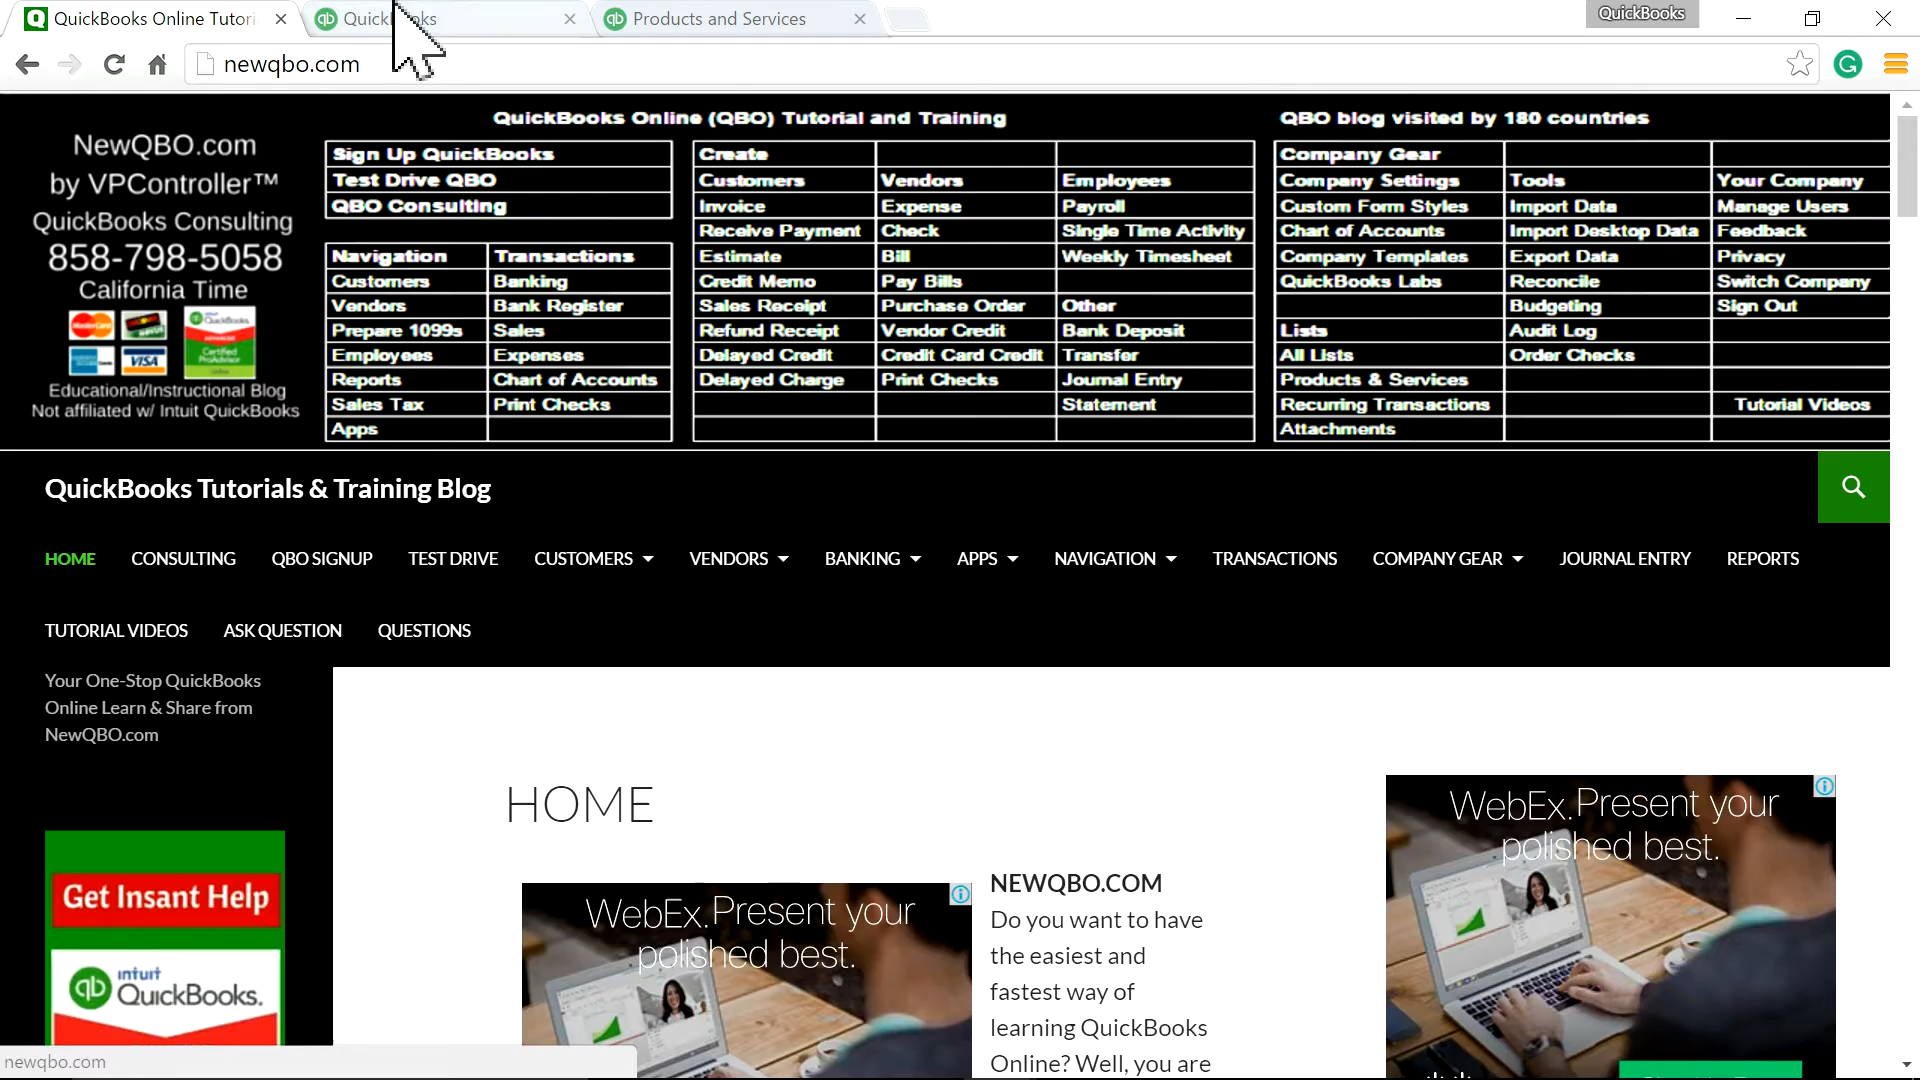 QuickBooks Online Tutori
Products and Services
QuickBooks
newqbo.com
NewQBO.com
by VPController™
QuickBooks Consulting
858-798-5058
California Time
Educational/Instructional Blog
Not affiliated w/ Intuit QuickBooks
QuickBooks Online (QBO) Tutorial and Training
QBO blog visited by 180 countries
Sign Up QuickBooks
Test Drive QBO
QBO Consulting
Navigation Transactions
Customers Banking
Vendors Bank Register
Prepare 1099s Sales
Employees Expenses
Reports Chart of Accounts
Sales Tax Print Checks
Apps
Create
Customers Vendors Employees
Invoice Expense Payroll
Receive Payment Check Single Time Activity
Estimate Bill Weekly Timesheet
Credit Memo Pay Bills
Sales Receipt Purchase Order Other
Refund Receipt Vendor Credit Bank Deposit
Delayed Credit Credit Card Credit Transfer
Delayed Charge Print Checks Journal Entry
Statement
Company Gear
Company Settings Tools Your Company
Custom Form Styles Import Data Manage Users
Chart of Accounts Import Desktop Data Feedback
Company Templates Export Data Privacy
QuickBooks Labs Reconcile Switch Company
Budgeting Sign Out
Lists Audit Log
All Lists Order Checks
Products & Services
Recurring Transactions Tutorial Videos
Attachments
QuickBooks Tutorials & Training Blog
HOME CONSULTING QBO SIGNUP TEST DRIVE CUSTOMERS VENDORS BANKING APPS NAVIGATION TRANSACTIONS COMPANY GEAR JOURNAL ENTRY REPORTS
TUTORIAL VIDEOS ASK QUESTION QUESTIONS
Your One-Stop QuickBooks
Online Learn & Share from
NewQBO.com
Get Insant Help
intuit
qb QuickBooks.
HOME
WebEx. Present your
polished best.
NEWQBO.COM
Do you want to have
the easiest and
fastest way of
learning QuickBooks
Online? Well, you are
WebEx. Present your
polished best.
newqbo.com